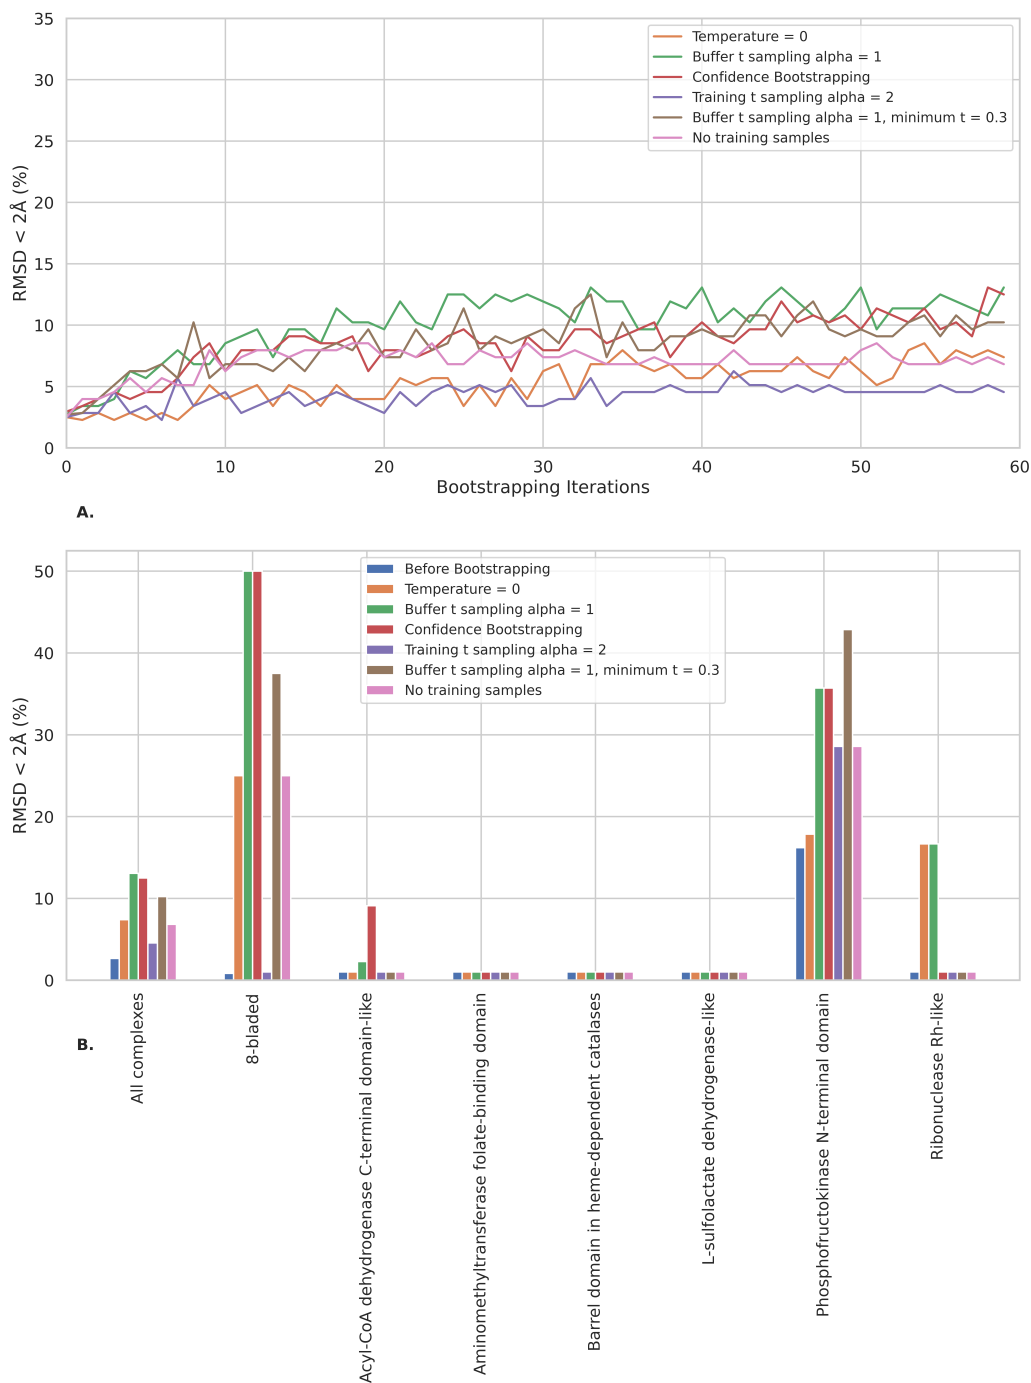 35
30
25
20
15
10
5
0
RMSD < 2Å (%)
Temperature = 0
Buffer t sampling alpha = 1
Confidence Bootstrapping
Training t sampling alpha = 2
Buffer t sampling alpha = 1, minimum t = 0.3
No training samples
0 10 20 30 40 50 60
Bootstrapping Iterations
A.
50
40
30
20
10
0
RMSD < 2Å (%)
Before Bootstrapping
Temperature = 0
Buffer t sampling alpha = 1
Confidence Bootstrapping
Training t sampling alpha = 2
Buffer t sampling alpha = 1, minimum t = 0.3
No training samples
All complexes
8-bladed
Acyl-CoA dehydrogenase C-terminal domain-like
Aminomethyltransferase folate-binding domain
Barrel domain in heme-dependent catalases
L-sulfolactate dehydrogenase-like
Phosphofructokinase N-terminal domain
Ribonuclease Rh-like
B.